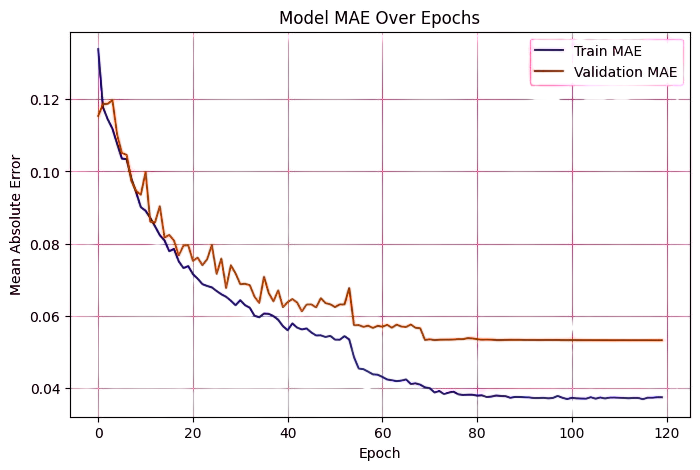 Model MAE Over Epochs
Train MAE
Validation MAE
0.12
0.10
0.08
0.06
0.04
Mean Absolute Error
0 20 40 60 80 100 120
Epoch